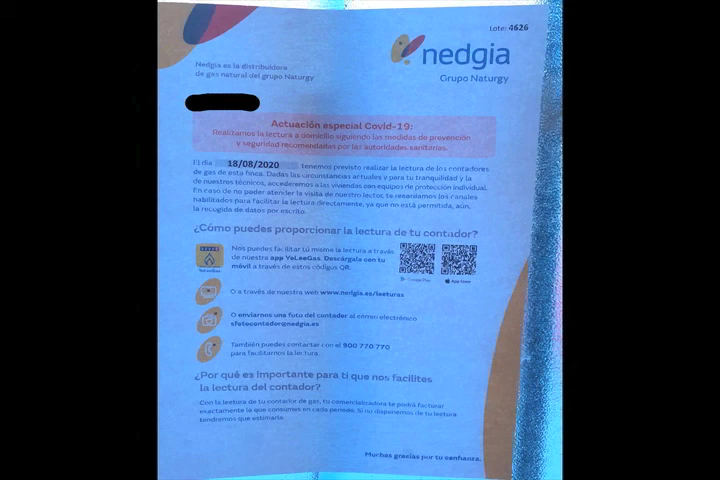 Lote: 4626
nedgia
Grupo Naturgy
Nedgia es la distribuidora
de gas natural del grupo Naturgy
Actuación especial Covid-19:
Realizamos la lectura a domicilio siguiendo las medidas de prevención
y seguridad recomendadas por las autoridades sanitarias.
El día 18/08/2020 tenemos previsto realizar la lectura de los contadores
de gas de esta finca. Dadas las circunstancias actuales y para tu tranquilidad y la
de nuestros técnicos, accederemos a las viviendas con equipos de protección individual.
En caso de no poder atender la visita de nuestro lector, te recordamos los canales
habilitados para facilitar la lectura directamente, ya que no está permitida, aún,
la recogida de datos por escrito.
¿Cómo puedes proporcionar la lectura de tu contador?
Nos puedes facilitar tú mismo la lectura a través
de nuestra app YoLeoGas. Descárgala con tu
móvil a través de estos códigos QR.
YoLeoGas
Google Play
App Store
O a través de nuestra web www.nedgia.es/lecturas
O enviarnos una foto del contador al correo electrónico
sfotocontador@nedgia.es
También puedes contactar con el 900 770 770
para facilitarnos la lectura.
¿Por qué es importante para ti que nos facilites
la lectura del contador?
Con la lectura de tu contador de gas, tu comercializadora te podrá facturar
exactamente lo que consumes en cada periodo. Si no disponemos de tu lectura
tendremos que estimarla.
Muchas gracias por tu confianza.